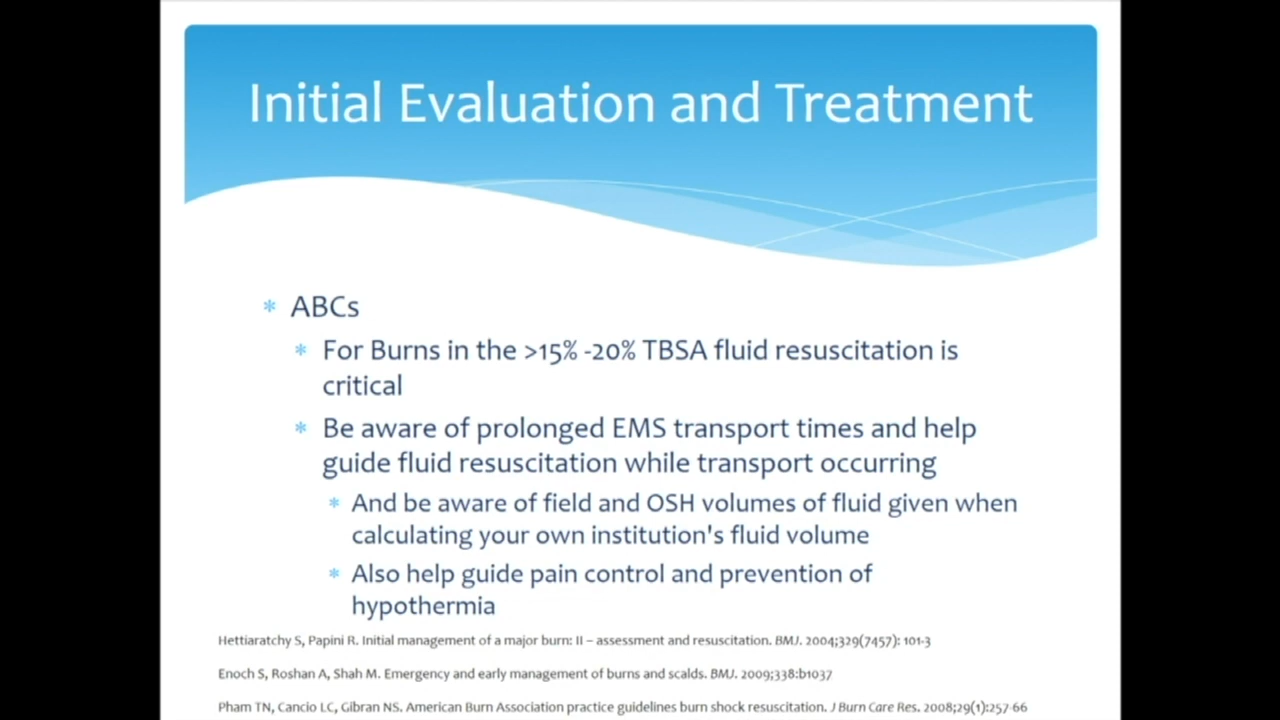 Initial Evaluation and Treatment
* ABCs
* For Burns in the >15% -20% TBSA fluid resuscitation is
critical
* Be aware of prolonged EMS transport times and help
guide fluid resuscitation while transport occurring
* And be aware of field and OSH volumes of fluid given when
calculating your own institution's fluid volume
* Also help guide pain control and prevention of
hypothermia
Hettiaratchy S, Papini R. Initial management of a major burn: II – assessment and resuscitation. BMJ. 2004;329(7457): 101-3
Enoch S, Roshan A, Shah M. Emergency and early management of burns and scalds. BMJ. 2009;338:b1037
Pham TN, Cancio LC, Gibran NS. American Burn Association practice guidelines burn shock resuscitation. J Burn Care Res. 2008;29(1):257-66